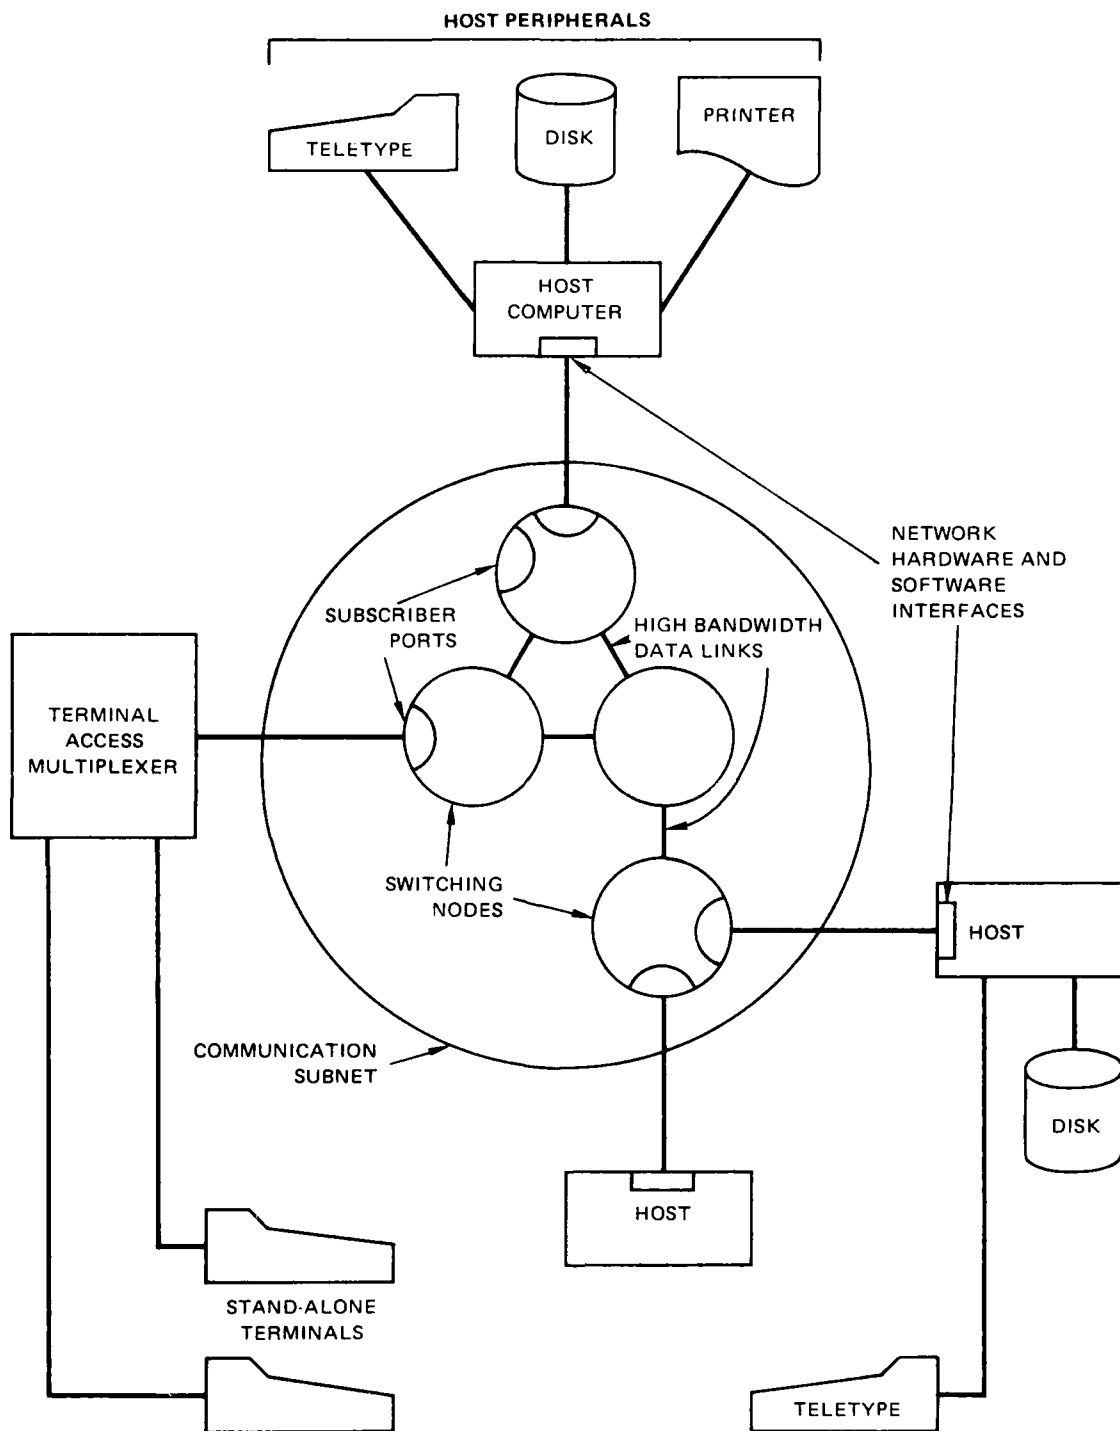 HOST PERIPHERALS
TELETYPE
DISK
PRINTER
HOST
COMPUTER
NETWORK
HARDWARE AND
SOFTWARE
INTERFACES
SUBSCRIBER
PORTS
HIGH BANDWIDTH
DATA LINKS
TERMINAL
ACCESS
MULTIPLEXER
SWITCHING
NODES
HOST
COMMUNICATION
SUBNET
DISK
HOST
STAND-ALONE
TERMINALS
TELETYPE